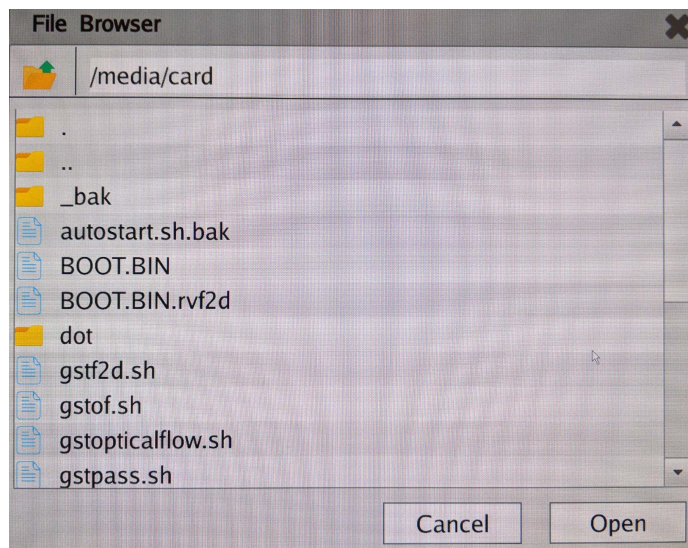 File Browser
/media/card
.
..
_bak
autostart.sh.bak
BOOT.BIN
BOOT.BIN.rvf2d
dot
gstf2d.sh
gstof.sh
gstopticalflow.sh
gstpass.sh
Cancel Open